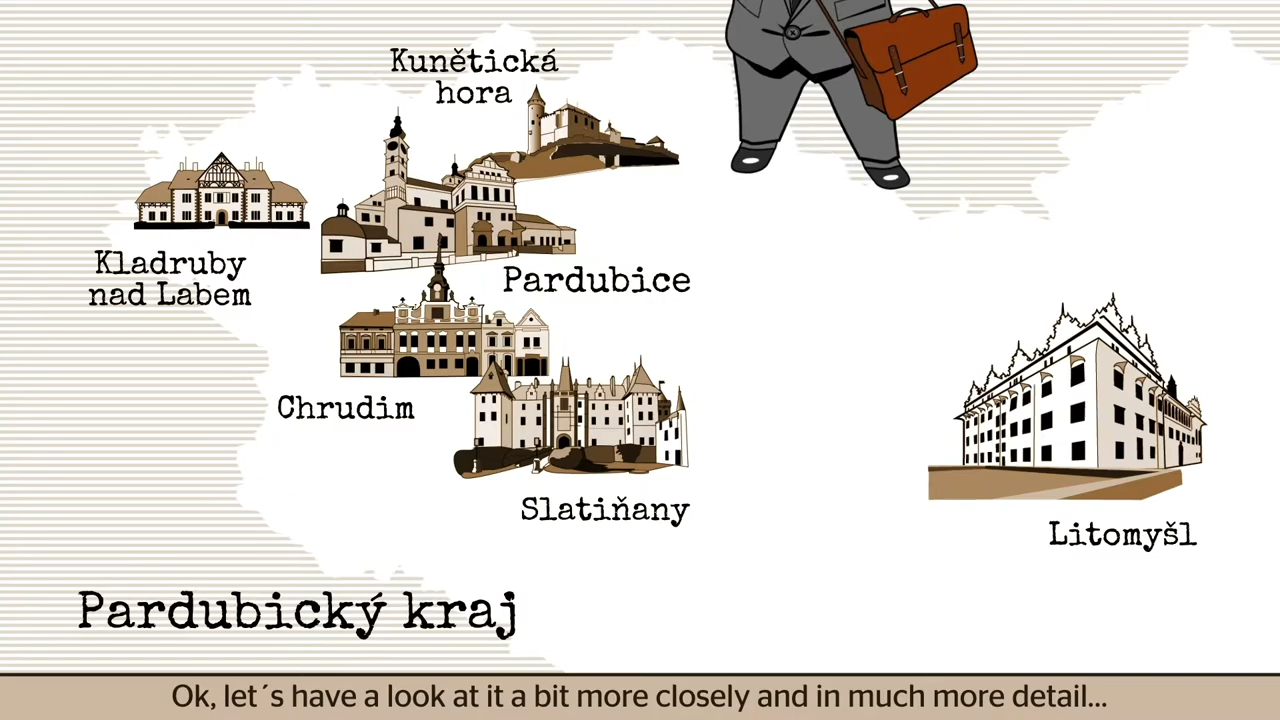 Kunětická
hora
Kladruby
nad Labem
Pardubice
Chrudim
Slatiňany
Litomyšl
Pardubický kraj
Ok, let´s have a look at it a bit more closely and in much more detail...